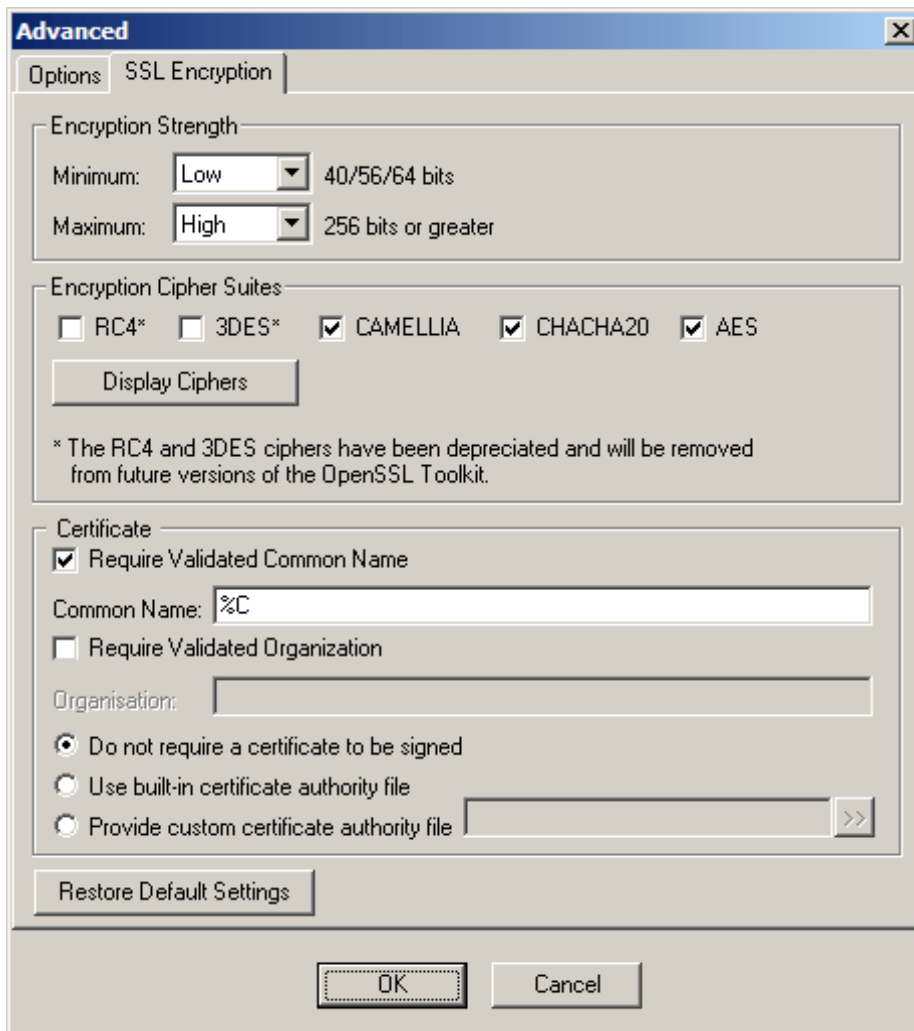 Advanced
Options SSL Encryption
Encryption Strength
Minimum: Low 40/56/64 bits
Maximum: High 256 bits or greater
Encryption Cipher Suites
RC4* 3DES* CAMELLIA CHACHA20 AES
Display Ciphers
* The RC4 and 3DES ciphers have been depreciated and will be removed
from future versions of the OpenSSL Toolkit.
Certificate
Require Validated Common Name
Common Name: %C
Require Validated Organization
Organisation:
Do not require a certificate to be signed
Use built-in certificate authority file
Provide custom certificate authority file >>
Restore Default Settings
OK Cancel